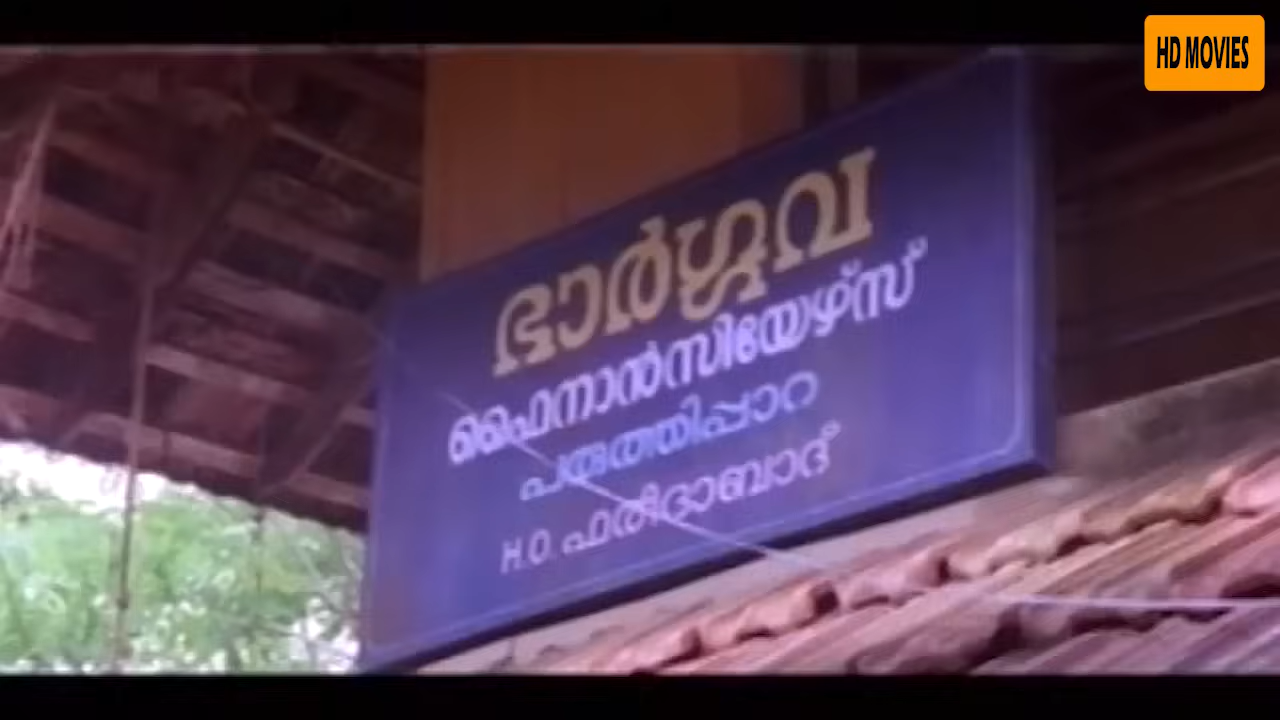 HD MOVIES
ഭാർഗ്ഗവ
ഫൈനാൻസിയേഴ്സ്
പരുത്തിപ്പാറ
H.O. ഫരീദാബാദ്